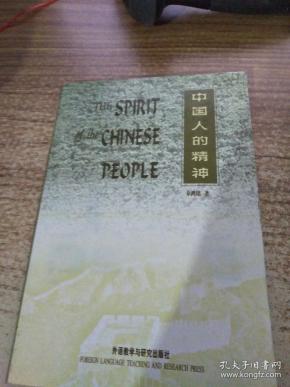 THE SPIRIT
of the CHINESE
PEOPLE
中国人的精神
辜鸿铭 著
外语教学与研究出版社
FOREIGN LANGUAGE TEACHING AND RESEARCH PRESS
孔夫子旧书网